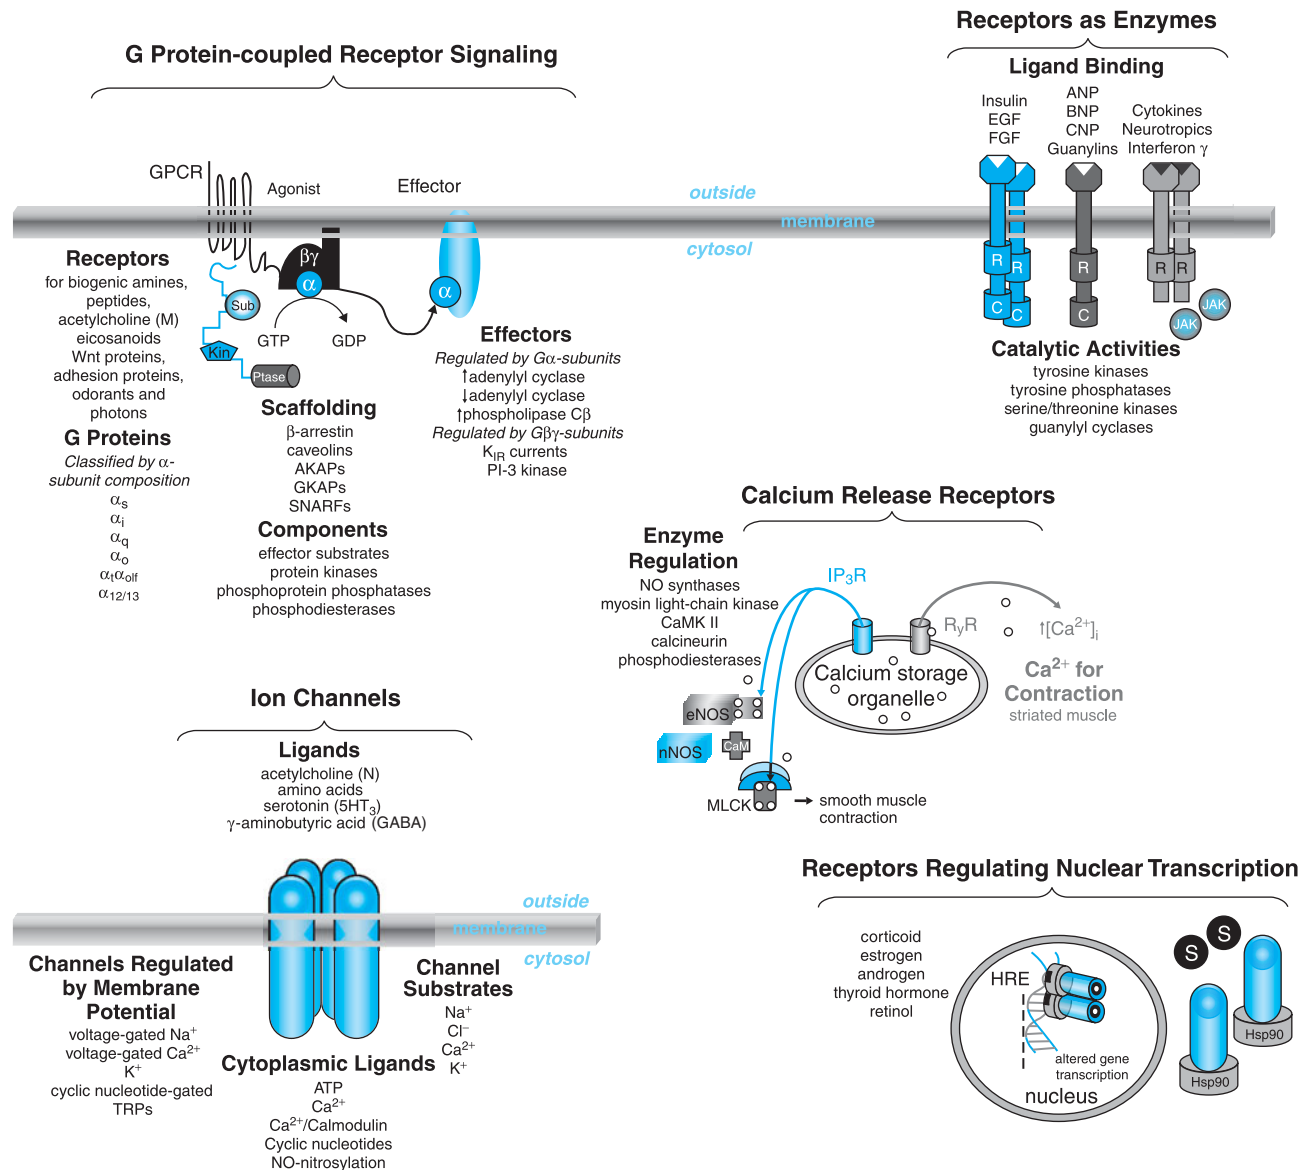 G Protein-coupled Receptor Signaling
GPCR
Agonist
Effector
outside
membrane
cytosol
βγ
α
α
Sub
Kin
Ptase
GTP
GDP
Receptors
for biogenic amines,
peptides,
acetylcholine (M)
eicosanoids
Wnt proteins,
adhesion proteins,
odorants and
photons
G Proteins
Classified by α-
subunit composition
αs
αi
αq
αo
αtαolf
α12/13
Scaffolding
β-arrestin
caveolins
AKAPs
GKAPs
SNARFs
Components
effector substrates
protein kinases
phosphoprotein phosphatases
phosphodiesterases
Effectors
Regulated by Gα-subunits
↑adenylyl cyclase
↓adenylyl cyclase
↑phospholipase Cβ
Regulated by Gβγ-subunits
KIR currents
PI-3 kinase
Receptors as Enzymes
Ligand Binding
Insulin
EGF
FGF
ANP
BNP
CNP
Guanylins
Cytokines
Neurotropics
Interferon γ
R
R
R
R
R
C
C
C
JAK
JAK
Catalytic Activities
tyrosine kinases
tyrosine phosphatases
serine/threonine kinases
guanylyl cyclases
Calcium Release Receptors
Enzyme
Regulation
NO synthases
myosin light-chain kinase
CaMK II
calcineurin
phosphodiesterases
IP3R
RyR
↑[Ca2+]i
Calcium storage
organelle
Ca2+ for
Contraction
striated muscle
eNOS
nNOS
CaM
MLCK
smooth muscle
contraction
Ion Channels
Ligands
acetylcholine (N)
amino acids
serotonin (5HT3)
γ-aminobutyric acid (GABA)
outside
membrane
cytosol
Channels Regulated
by Membrane
Potential
voltage-gated Na+
voltage-gated Ca2+
K+
cyclic nucleotide-gated
TRPs
Cytoplasmic Ligands
ATP
Ca2+
Ca2+/Calmodulin
Cyclic nucleotides
NO-nitrosylation
Channel
Substrates
Na+
Cl−
Ca2+
K+
Receptors Regulating Nuclear Transcription
corticoid
estrogen
androgen
thyroid hormone
retinol
HRE
altered gene
transcription
nucleus
S
S
Hsp90
Hsp90